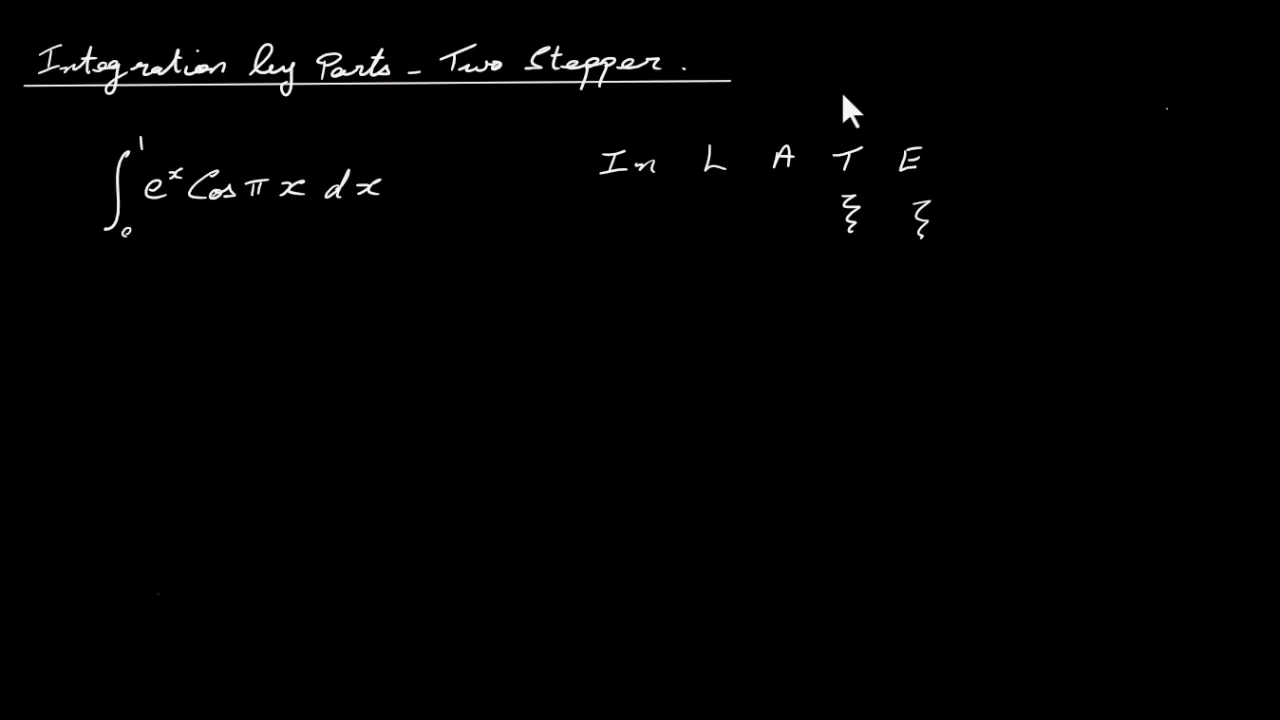 Integration by Parts - Two Stepper.
∫₀¹ eˣ Cos π x dx
In L A T E